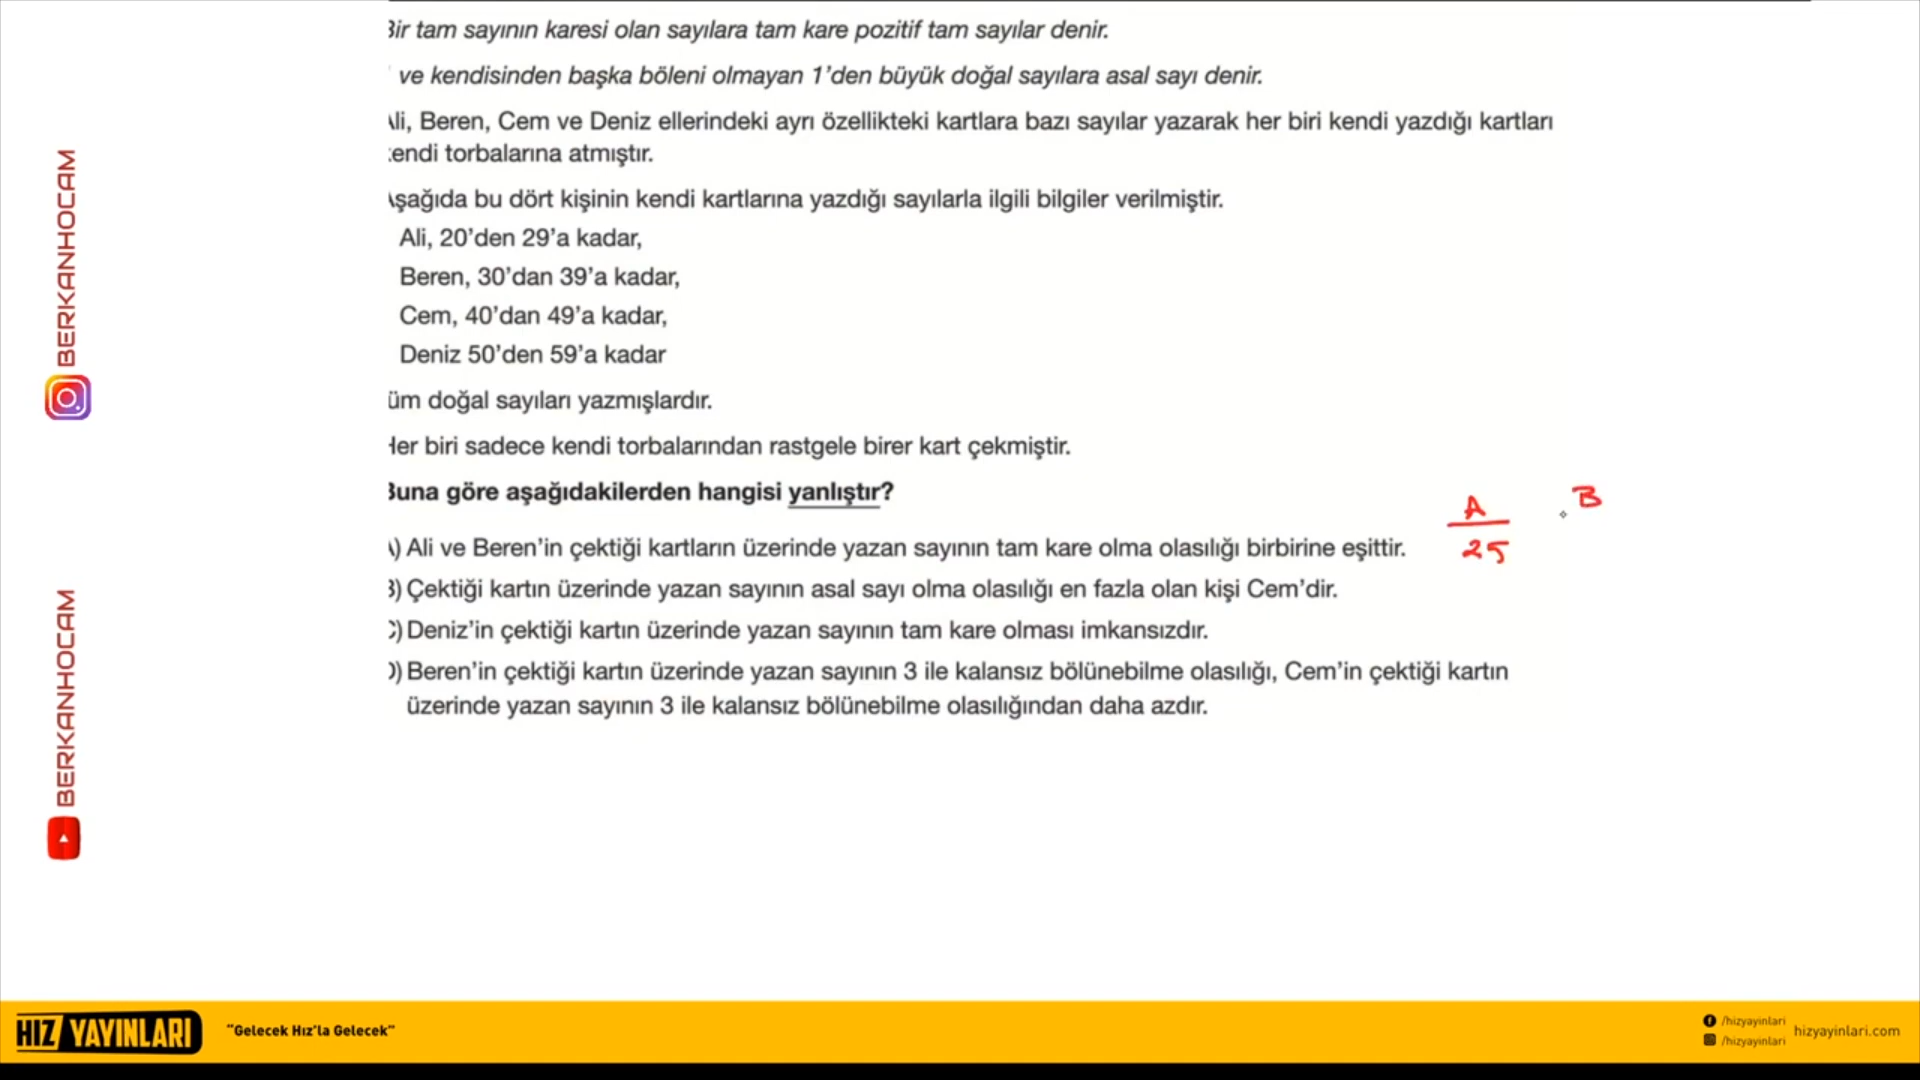 Bir tam sayının karesi olan sayılara tam kare pozitif tam sayılar denir.
ve kendisinden başka böleni olmayan 1’den büyük doğal sayılara asal sayı denir.
Ali, Beren, Cem ve Deniz ellerindeki ayrı özellikteki kartlara bazı sayılar yazarak her biri kendi yazdığı kartları
kendi torbalarına atmıştır.
Aşağıda bu dört kişinin kendi kartlarına yazdığı sayılarla ilgili bilgiler verilmiştir.
Ali, 20’den 29’a kadar,
Beren, 30’dan 39’a kadar,
Cem, 40’dan 49’a kadar,
Deniz 50’den 59’a kadar
üm doğal sayıları yazmışlardır.
Her biri sadece kendi torbalarından rastgele birer kart çekmiştir.
Buna göre aşağıdakilerden hangisi yanlıştır?
A) Ali ve Beren’in çektiği kartların üzerinde yazan sayının tam kare olma olasılığı birbirine eşittir.
B) Çektiği kartın üzerinde yazan sayının asal sayı olma olasılığı en fazla olan kişi Cem’dir.
C) Deniz’in çektiği kartın üzerinde yazan sayının tam kare olması imkansızdır.
D) Beren’in çektiği kartın üzerinde yazan sayının 3 ile kalansız bölünebilme olasılığı, Cem’in çektiği kartın
üzerinde yazan sayının 3 ile kalansız bölünebilme olasılığından daha azdır.
A
25
B
BERKANHOCAM
BERKANHOCAM
HIZ YAYINLARI
“Gelecek Hız’la Gelecek”
/hizyayinlari
/hizyayinlari
hizyayinlari.com